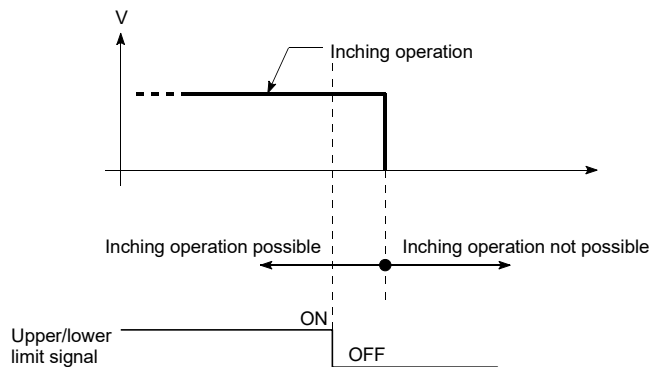 V
Inching operation
Inching operation possible
Inching operation not possible
ON
Upper/lower
limit signal
OFF